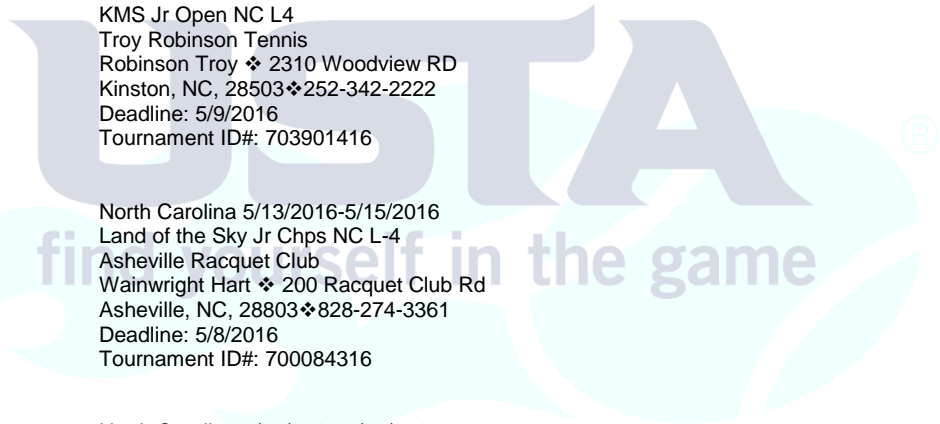 KMS Jr Open NC L4
Troy Robinson Tennis
Robinson Troy ❖ 2310 Woodview RD
Kinston, NC, 28503❖252-342-2222
Deadline: 5/9/2016
Tournament ID#: 703901416
North Carolina 5/13/2016-5/15/2016
Land of the Sky Jr Chps NC L-4
Asheville Racquet Club
Wainwright Hart ❖ 200 Racquet Club Rd
Asheville, NC, 28803❖828-274-3361
Deadline: 5/8/2016
Tournament ID#: 700084316
USTA
®
find yourself in the game